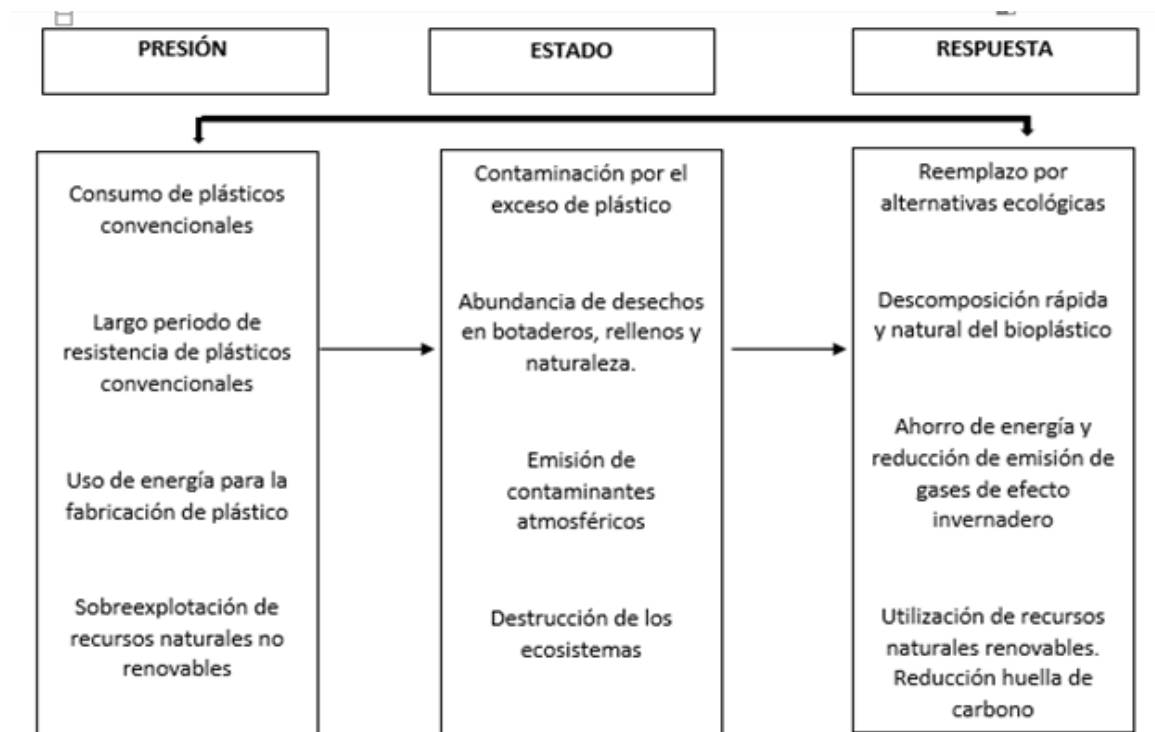 PRESIÓN
ESTADO
RESPUESTA
Consumo de plásticos
convencionales
Largo periodo de
resistencia de plásticos
convencionales
Uso de energía para la
fabricación de plástico
Sobreexplotación de
recursos naturales no
renovables
Contaminación por el
exceso de plástico
Abundancia de desechos
en botaderos, rellenos y
naturaleza.
Emisión de
contaminantes
atmosféricos
Destrucción de los
ecosistemas
Reemplazo por
alternativas ecológicas
Descomposición rápida
y natural del bioplástico
Ahorro de energía y
reducción de emisión de
gases de efecto
invernadero
Utilización de recursos
naturales renovables.
Reducción huella de
carbono